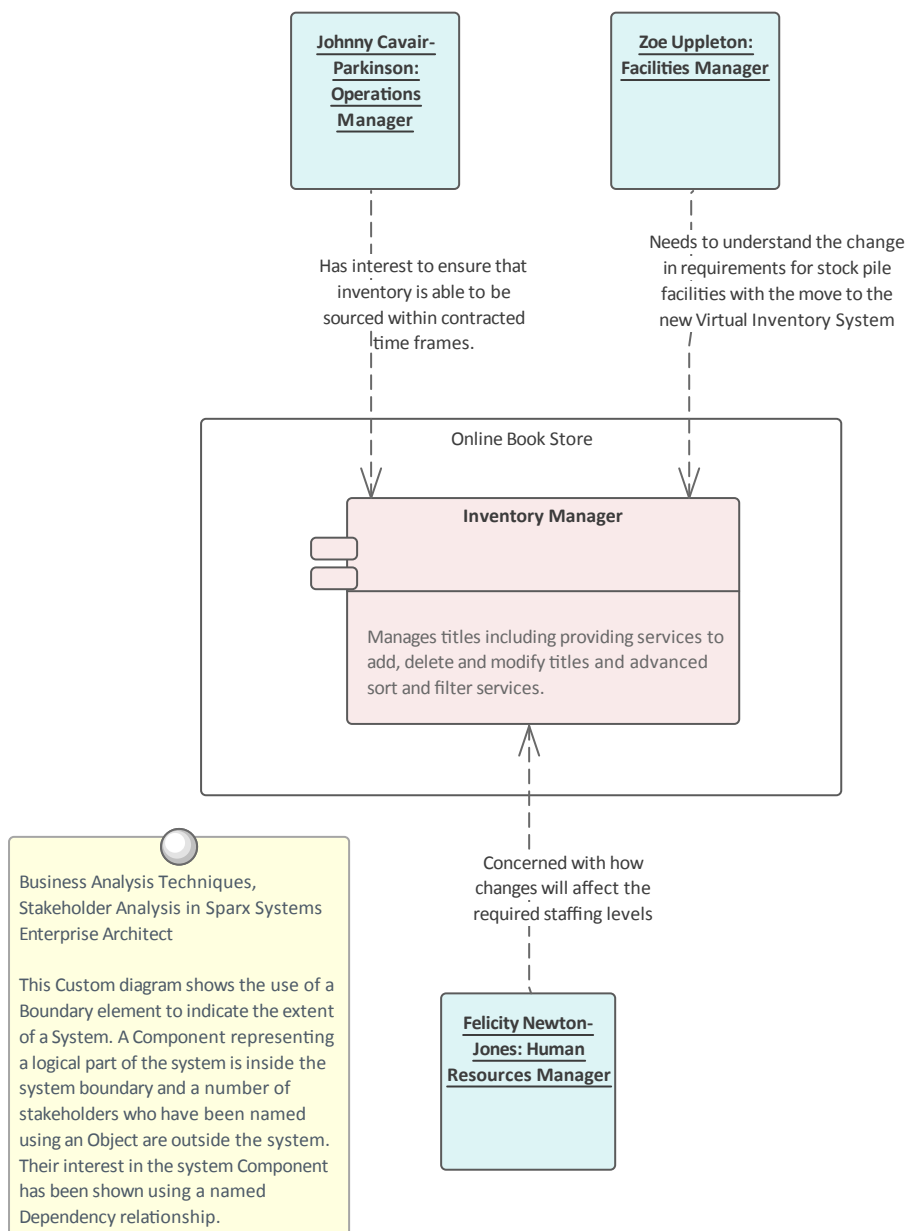 Johnny Cavair-
Parkinson:
Operations
Manager
Zoe Uppleton:
Facilities Manager
Has interest to ensure that
inventory is able to be
sourced within contracted
time frames.
Needs to understand the change
in requirements for stock pile
facilities with the move to the
new Virtual Inventory System
Online Book Store
Inventory Manager
Manages titles including providing services to
add, delete and modify titles and advanced
sort and filter services.
Concerned with how
changes will affect the
required staffing levels
Felicity Newton-
Jones: Human
Resources Manager
Business Analysis Techniques,
Stakeholder Analysis in Sparx Systems
Enterprise Architect
This Custom diagram shows the use of a
Boundary element to indicate the extent
of a System. A Component representing
a logical part of the system is inside the
system boundary and a number of
stakeholders who have been named
using an Object are outside the system.
Their interest in the system Component
has been shown using a named
Dependency relationship.